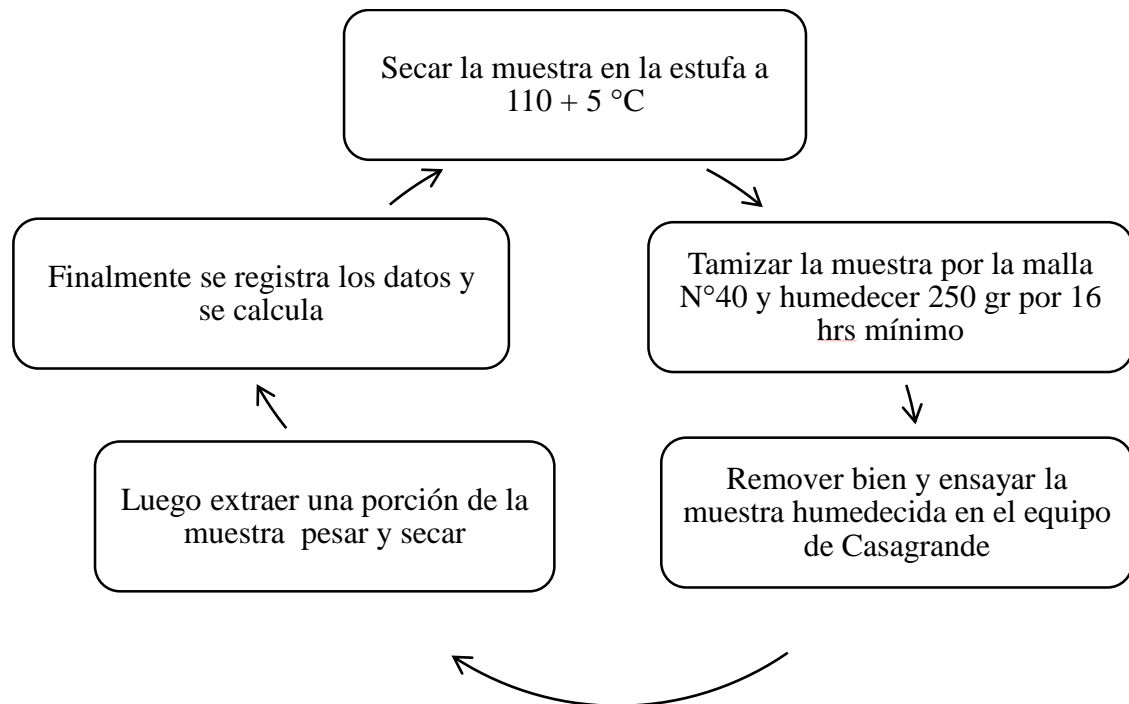 Secar la muestra en la estufa a
110 + 5 °C
Tamizar la muestra por la malla
N°40 y humedecer 250 gr por 16
hrs mínimo
Remover bien y ensayar la
muestra humedecida en el equipo
de Casagrande
Luego extraer una porción de la
muestra  pesar y secar
Finalmente se registra los datos y
se calcula